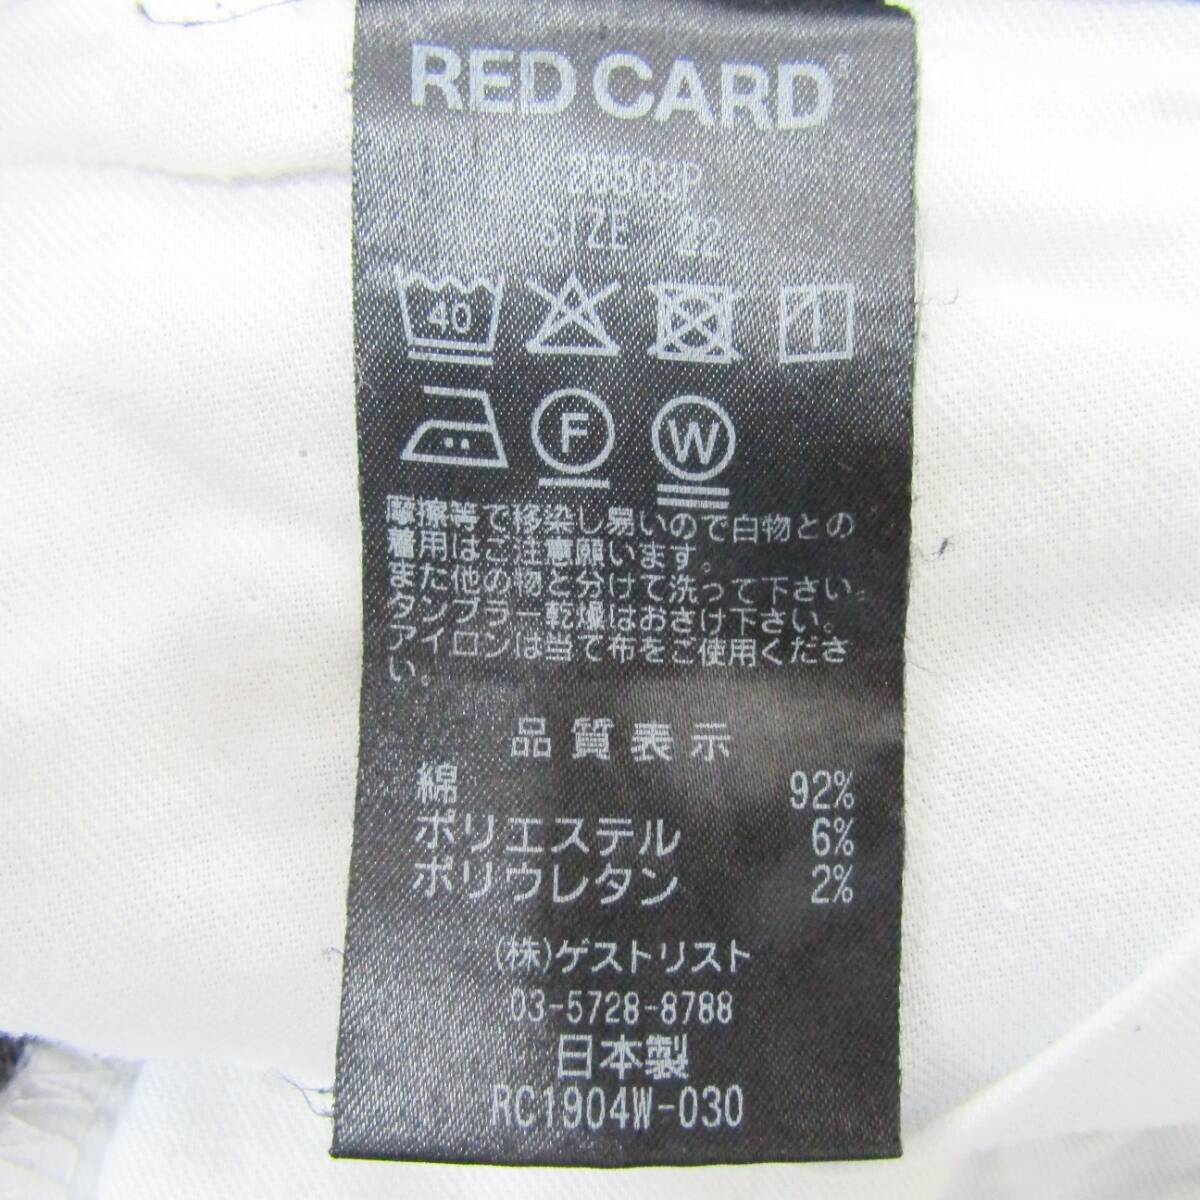 RED CARD®
26503P
SIZE 22
40
F
W
摩擦等で移染し易いので白物との
着用はご注意願います。
また他の物と分けて洗って下さい。
タンブラー乾燥はおさけ下さい。
アイロンは当て布をご使用くださ
い。
品質表示
綿 92%
ポリエステル 6%
ポリウレタン 2%
(株)ゲストリスト
03-5728-8788
日本製
RC1904W-030